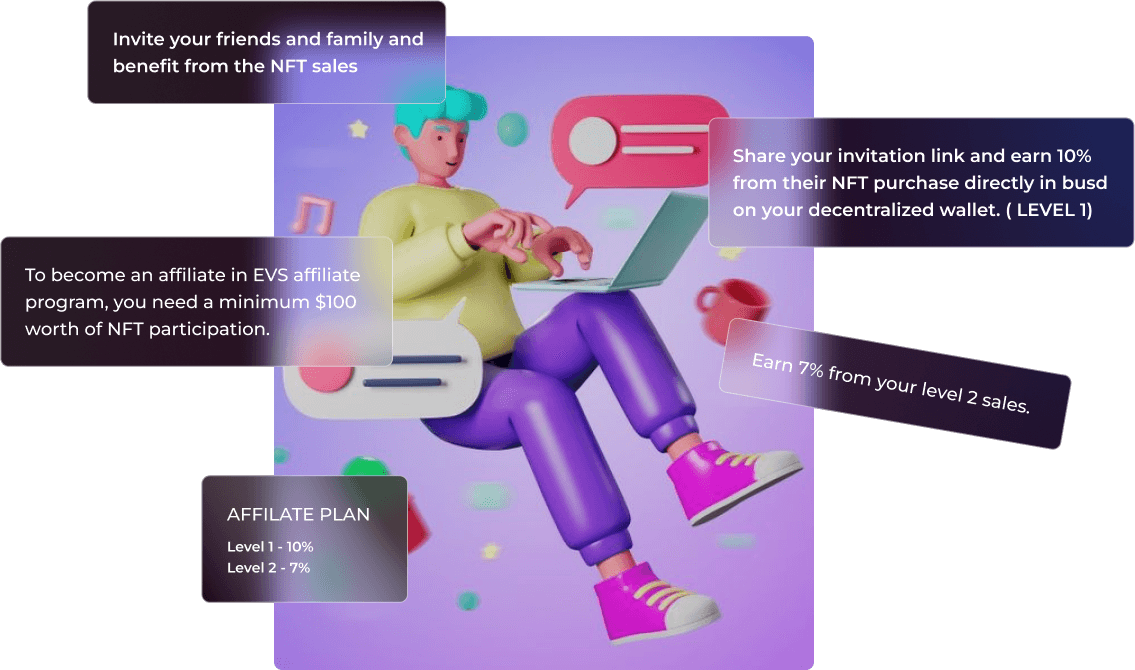 Invite your friends and family and
benefit from the NFT sales
Share your invitation link and earn 10%
from their NFT purchase directly in busd
on your decentralized wallet. ( LEVEL 1)
To become an affiliate in EVS affiliate
program, you need a minimum $100
worth of NFT participation.
Earn 7% from your level 2 sales.
AFFILATE PLAN
Level 1 - 10%
Level 2 - 7%